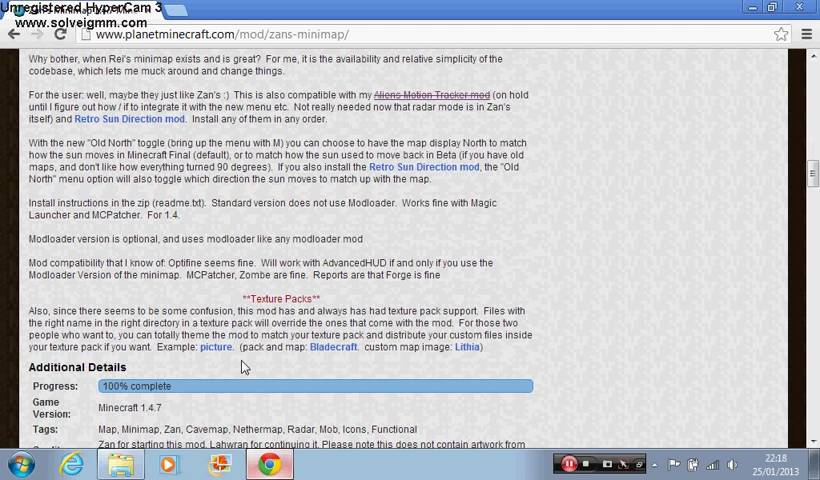 Unregistered HyperCam 3
www.solveigmm.com
www.planetminecraft.com/mod/zans-minimap/
Why bother, when Rei's minimap exists and is great? For me, it is the availability and relative simplicity of the
codebase, which lets me muck around and change things.
For the user: well, maybe they just like Zan's :) This is also compatible with my Aliens Motion Tracker mod (on hold
until I figure out how / if to integrate it with the new menu etc. Not really needed now that radar mode is in Zan's
itself) and Retro Sun Direction mod. Install any of them in any order.
With the new "Old North" toggle (bring up the menu with M) you can choose to have the map display North to match
how the sun moves in Minecraft Final (default), or to match how the sun used to move back in Beta (if you have old
maps, and don't like how everything turned 90 degrees). If you also install the Retro Sun Direction mod, the "Old
North" menu option will also toggle which direction the sun moves to match up with the map.
Install instructions in the zip (readme.txt). Standard version does not use Modloader. Works fine with Magic
Launcher and MCPatcher. For 1.4.
Modloader version is optional, and uses modloader like any modloader mod
Mod compatibility that I know of: Optifine seems fine. Will work with AdvancedHUD if and only if you use the
Modloader Version of the minimap. MCPatcher, Zombe are fine. Reports are that Forge is fine
**Texture Packs**
Also, since there seems to be some confusion, this mod has and always has had texture pack support. Files with
the right name in the right directory in a texture pack will override the ones that come with the mod. For those two
people who want to, you can totally theme the mod to match your texture pack and distribute your custom files inside
your texture pack if you want. Example: picture. (pack and map: Bladecraft. custom map image: Lithia)
Additional Details
Progress: 100% complete
Game
Version: Minecraft 1.4.7
Tags: Map, Minimap, Zan, Cavemap, Nethermap, Radar, Mob, Icons, Functional
Zan for starting this mod. Lahwran for continuing it. Please note this does not contain artwork from
22:18
25/01/2013